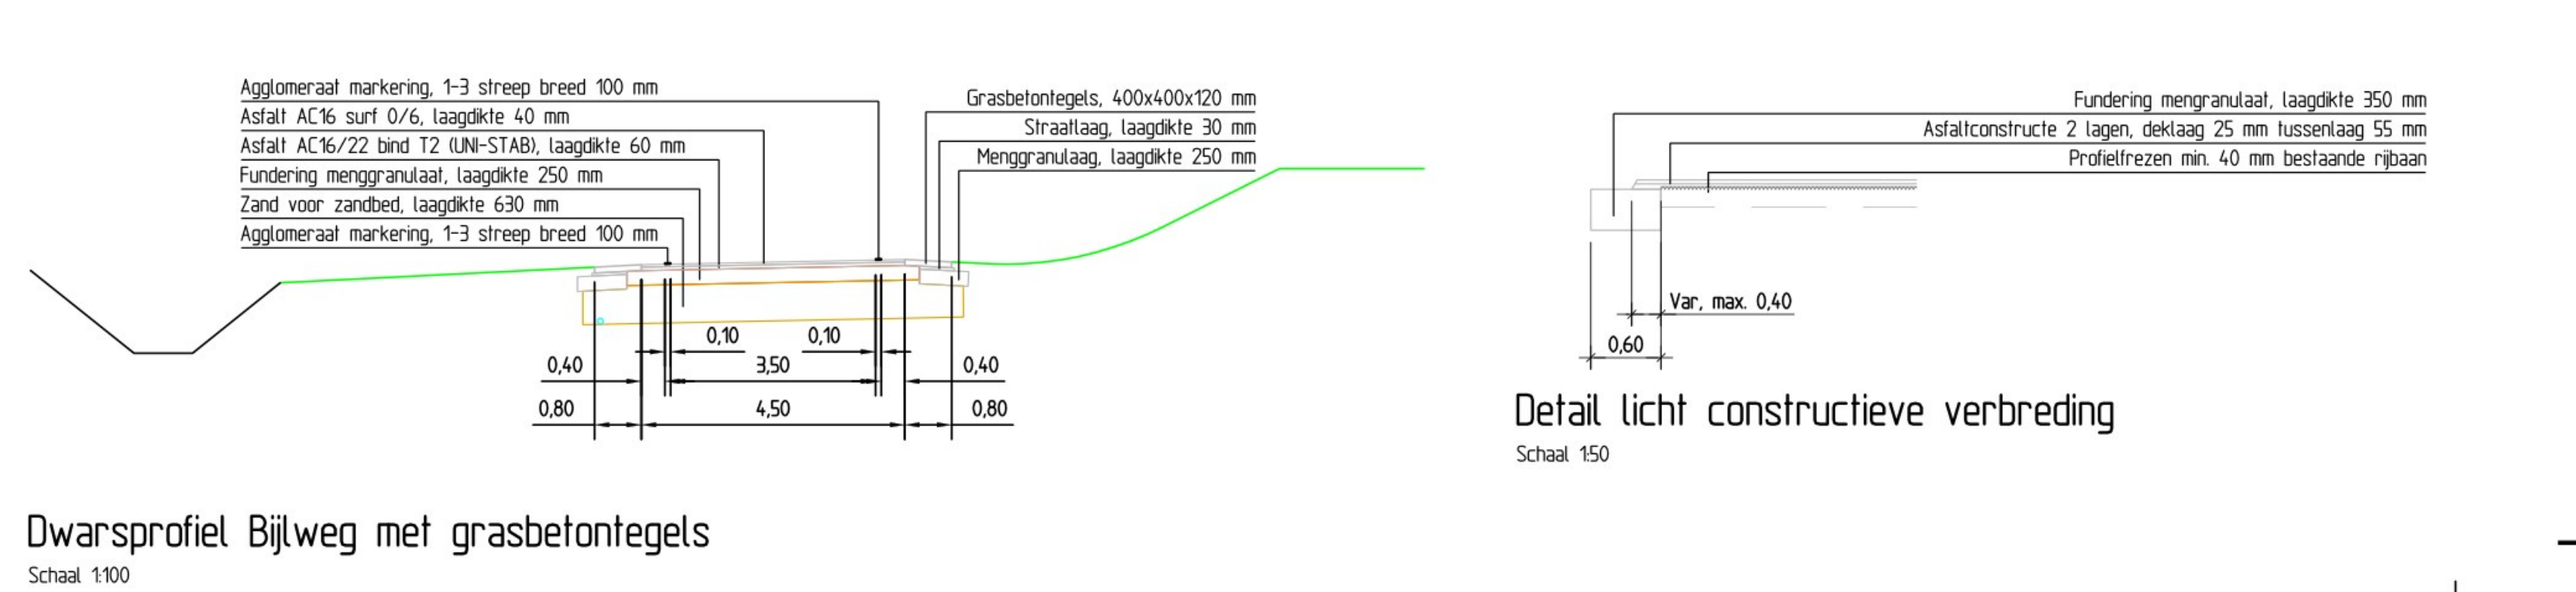 Agglomeraat markering, 1-3 streep breed 100 mm
Asfalt AC16 surf 0/6, laagdikte 40 mm
Asfalt AC16/22 bind T2 (UNI-STAB), laagdikte 60 mm
Fundering menggranulaat, laagdikte 250 mm
Zand voor zandbed, laagdikte 630 mm
Agglomeraat markering, 1-3 streep breed 100 mm
Grasbetontegels, 400x400x120 mm
Straatlaag, laagdikte 30 mm
Menggranulaag, laagdikte 250 mm
0,10 0,10
0,40 3,50 0,40
0,80 4,50 0,80
Dwarsprofiel Bijlweg met grasbetontegels
Schaal 1:100
Fundering mengranulaat, laagdikte 350 mm
Asfaltconstructe 2 lagen, deklaag 25 mm tussenlaag 55 mm
Profielfrezen min. 40 mm bestaande rijbaan
Var, max. 0,40
0,60
Detail licht constructieve verbreding
Schaal 1:50